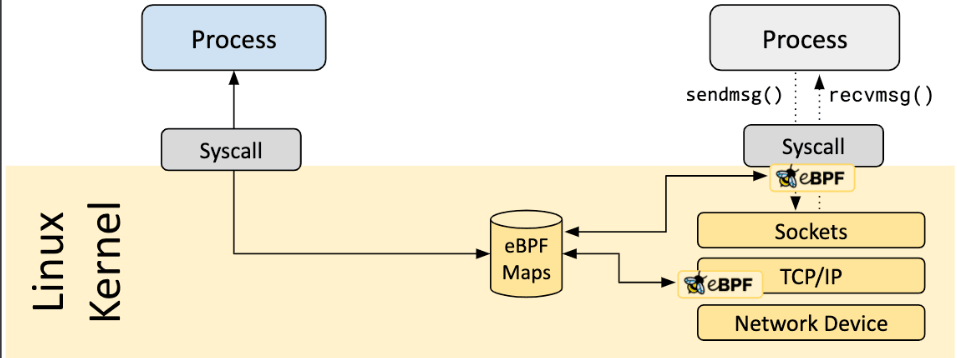 Process
Process
sendmsg()
recvmsg()
Syscall
Syscall
eBPF
Linux
Kernel
eBPF
Maps
Sockets
eBPF
TCP/IP
Network Device